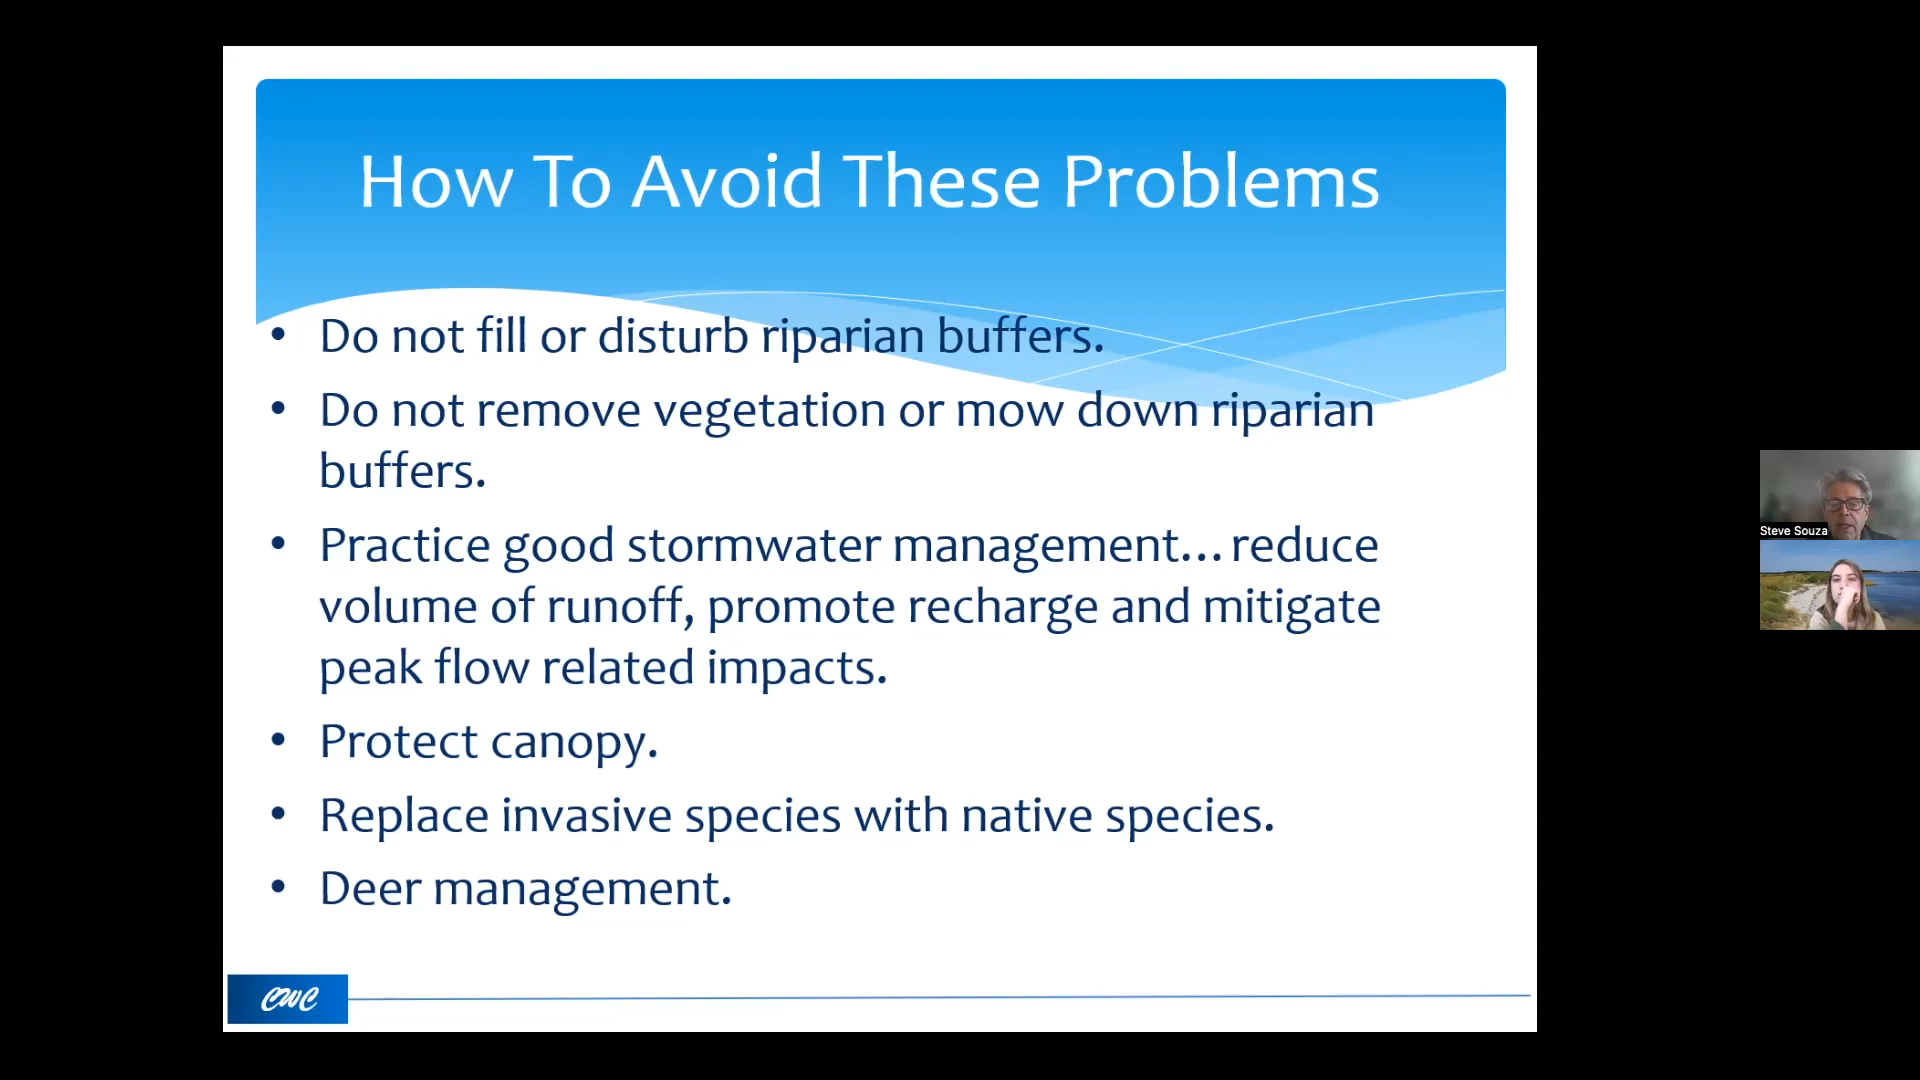 How To Avoid These Problems
• Do not fill or disturb riparian buffers.
• Do not remove vegetation or mow down riparian
buffers.
• Practice good stormwater management…reduce
volume of runoff, promote recharge and mitigate
peak flow related impacts.
• Protect canopy.
• Replace invasive species with native species.
• Deer management.
CWC
Steve Souza